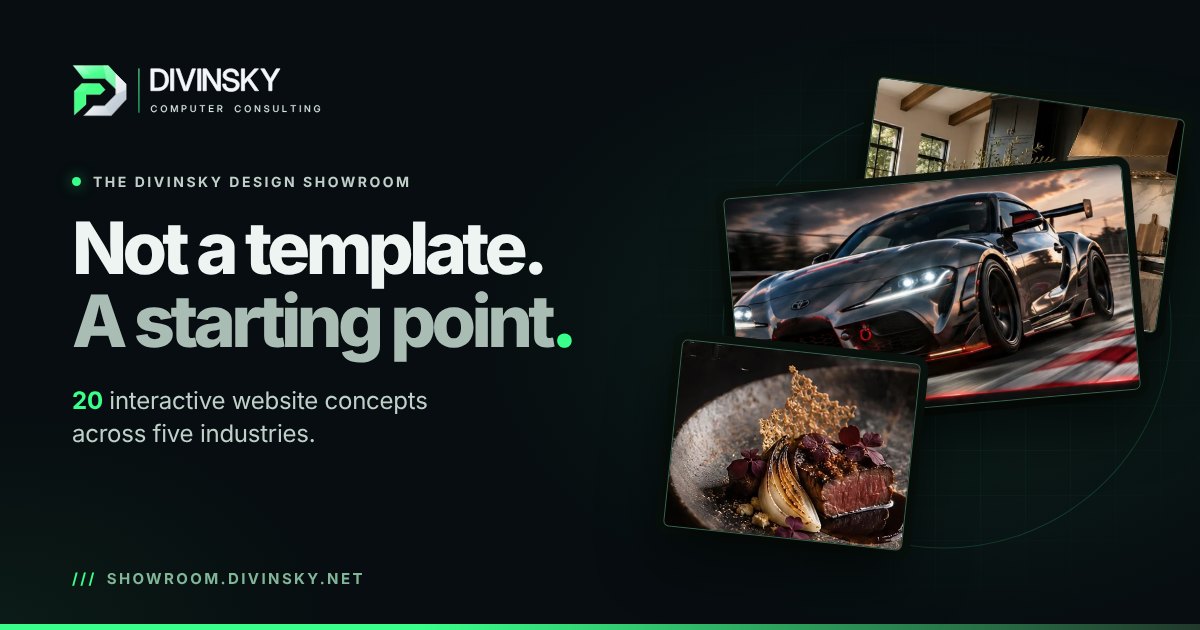 DIVINSKY
COMPUTER CONSULTING
THE DIVINSKY DESIGN SHOWROOM
Not a template.
A starting point.
20 interactive website concepts
across five industries.
/// SHOWROOM.DIVINSKY.NET